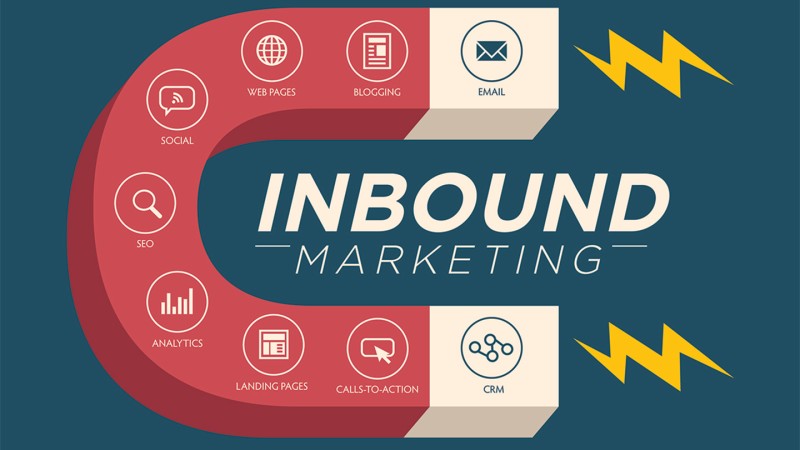 WEB PAGES
BLOGGING
EMAIL
SOCIAL
SEO
INBOUND
MARKETING
ANALYTICS
LANDING PAGES
CALLS-TO-ACTION
CRM